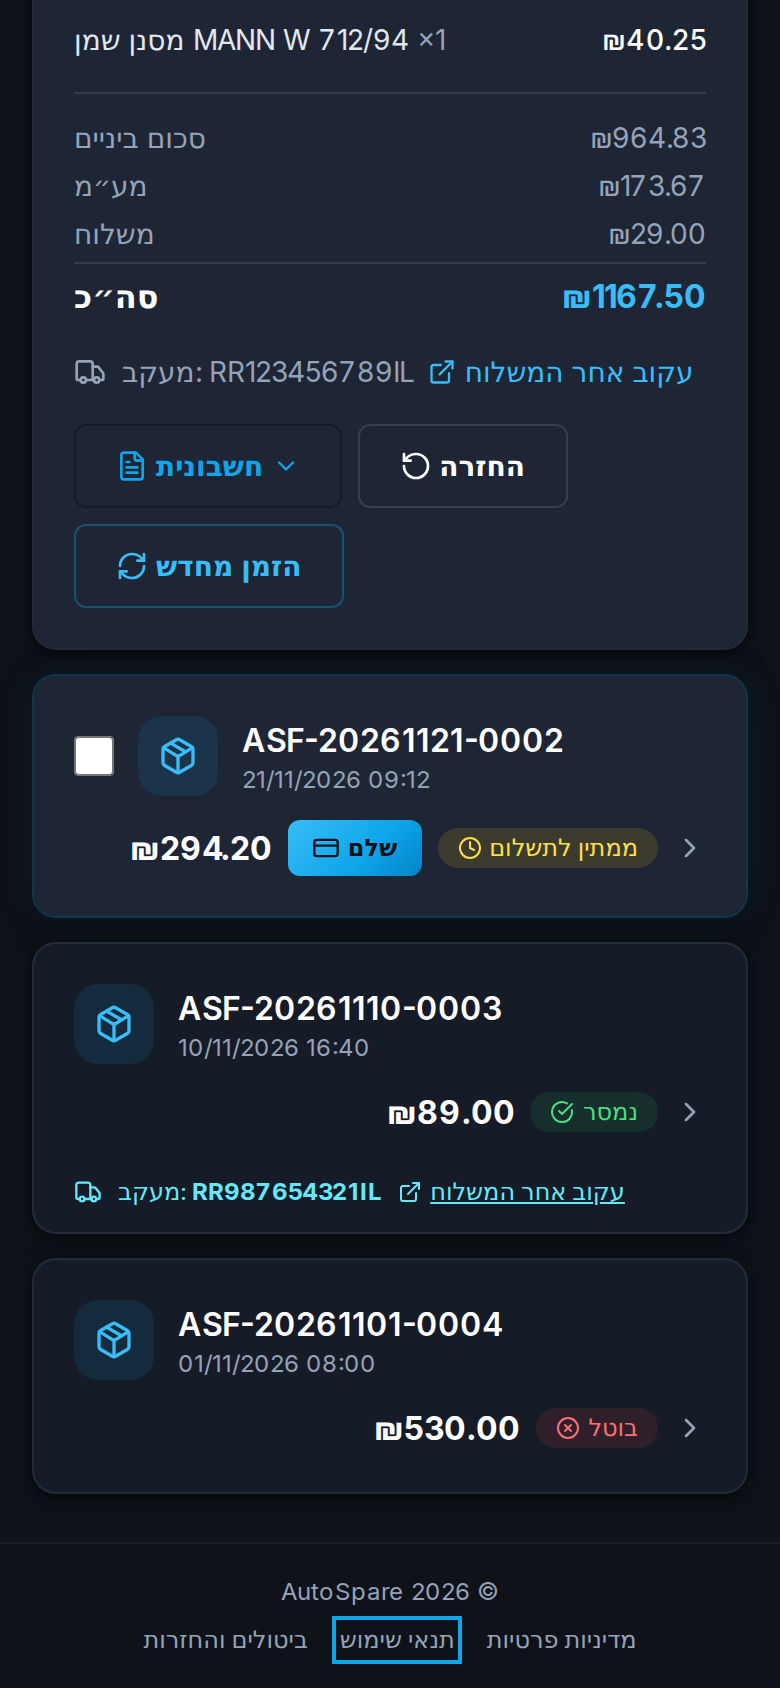 מסנן שמן MANN W 712/94 ×1 ₪40.25
סכום ביניים ₪964.83
מע״מ ₪173.67
משלוח ₪29.00
סה״כ ₪1167.50
מעקב: RR123456789IL עקוב אחר המשלוח
חשבונית החזרה
הזמן מחדש
ASF-20261121-0002
21/11/2026 09:12
₪294.20 שלם ממתין לתשלום
ASF-20261110-0003
10/11/2026 16:40
₪89.00 נמסר
מעקב: RR987654321IL עקוב אחר המשלוח
ASF-20261101-0004
01/11/2026 08:00
₪530.00 בוטל
AutoSpare 2026 ©
מדיניות פרטיות תנאי שימוש ביטולים והחזרות